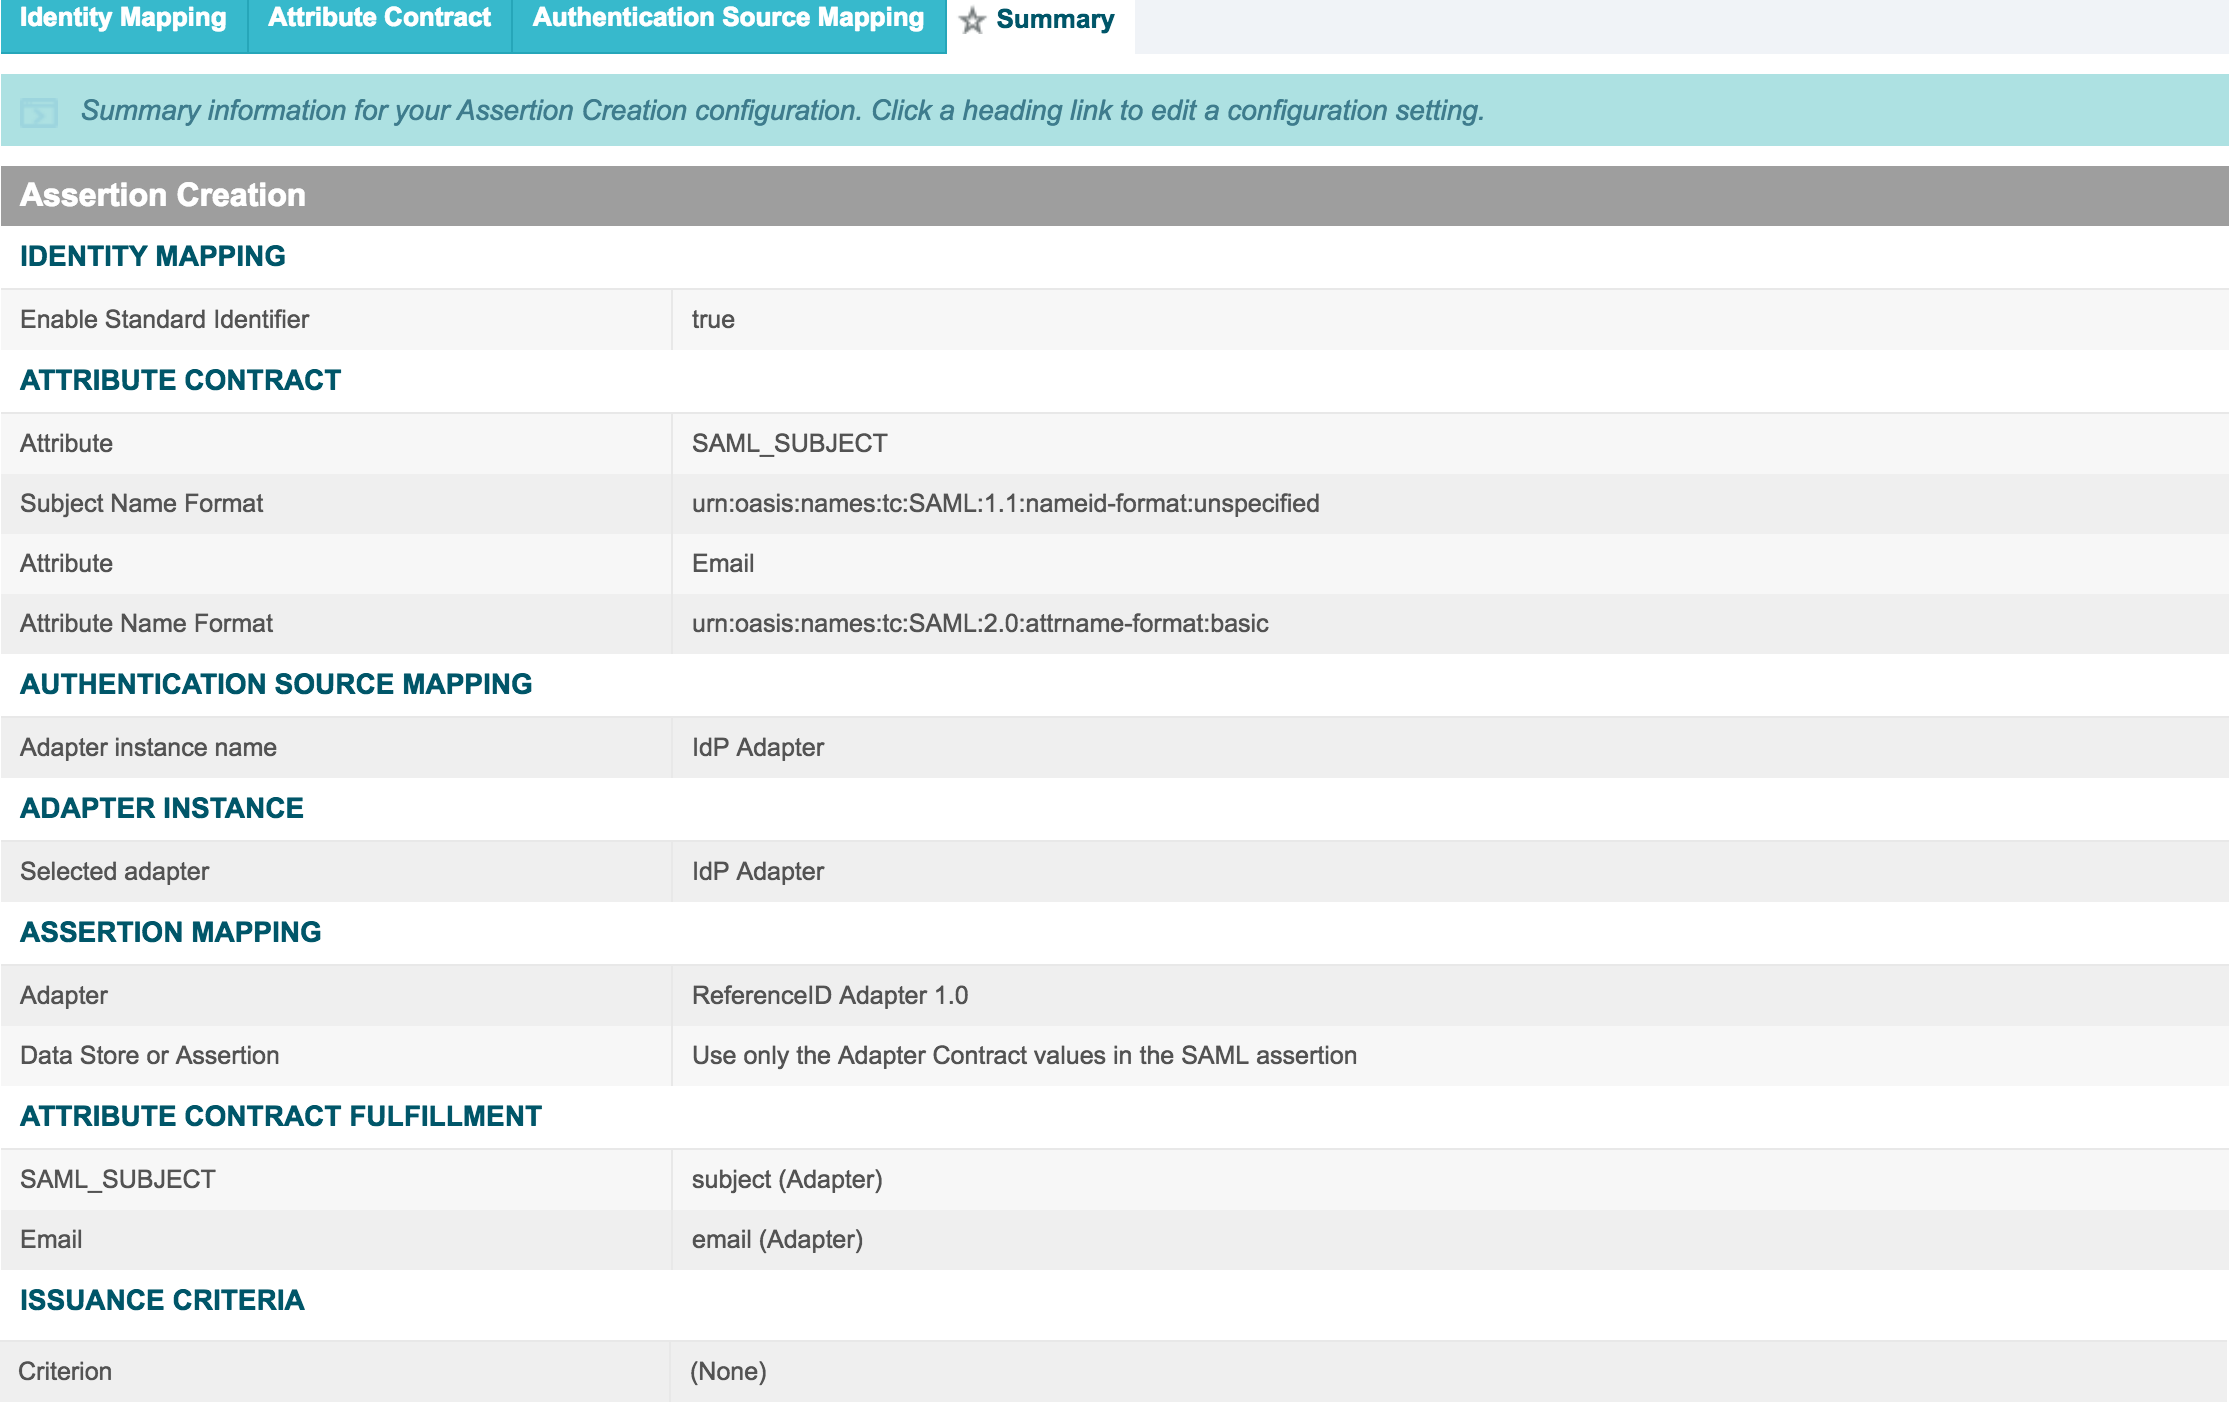 Identity Mapping Attribute Contract Authentication Source Mapping Summary
Summary information for your Assertion Creation configuration. Click a heading link to edit a configuration setting.
Assertion Creation
IDENTITY MAPPING
Enable Standard Identifier true
ATTRIBUTE CONTRACT
Attribute SAML_SUBJECT
Subject Name Format urn:oasis:names:tc:SAML:1.1:nameid-format:unspecified
Attribute Email
Attribute Name Format urn:oasis:names:tc:SAML:2.0:attrname-format:basic
AUTHENTICATION SOURCE MAPPING
Adapter instance name IdP Adapter
ADAPTER INSTANCE
Selected adapter IdP Adapter
ASSERTION MAPPING
Adapter ReferenceID Adapter 1.0
Data Store or Assertion Use only the Adapter Contract values in the SAML assertion
ATTRIBUTE CONTRACT FULFILLMENT
SAML_SUBJECT subject (Adapter)
Email email (Adapter)
ISSUANCE CRITERIA
Criterion (None)